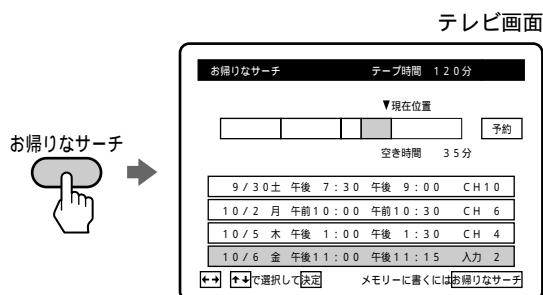 テレビ画面
お帰りなサーチ テープ時間 120分
▼現在位置
予約
空き時間 35分
お帰りなサーチ
9/30土 午後 7:30 午後 9:00 CH10
10/2 月 午前10:00 午前10:30 CH 6
10/5 木 午後 1:00 午後 1:30 CH 4
10/6 金 午後11:00 午後11:15 入力 2
←→ ↑↓で選択して決定 メモリーに書くにはお帰りなサーチ